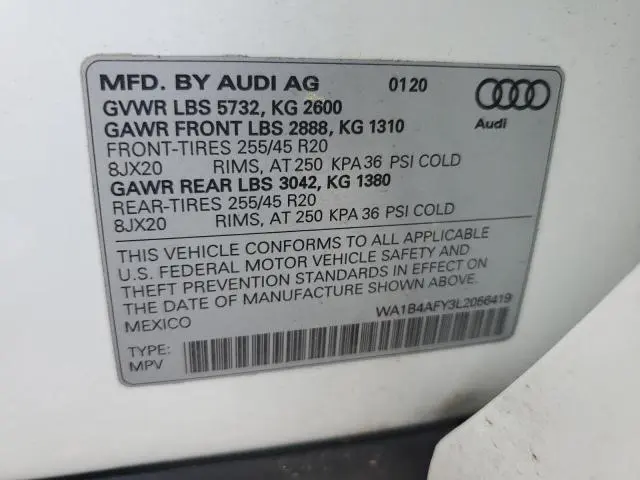 MFD. BY AUDI AG 0120
Audi
GVWR LBS 5732, KG 2600
GAWR FRONT LBS 2888, KG 1310
FRONT-TIRES 255/45 R20
8JX20 RIMS, AT 250 KPA 36 PSI COLD
GAWR REAR LBS 3042, KG 1380
REAR-TIRES 255/45 R20
8JX20 RIMS, AT 250 KPA 36 PSI COLD
THIS VEHICLE CONFORMS TO ALL APPLICABLE
U.S. FEDERAL MOTOR VEHICLE SAFETY AND
THEFT PREVENTION STANDARDS IN EFFECT ON
THE DATE OF MANUFACTURE SHOWN ABOVE.
MEXICO WA1B4AFY3L2056419
TYPE:
MPV